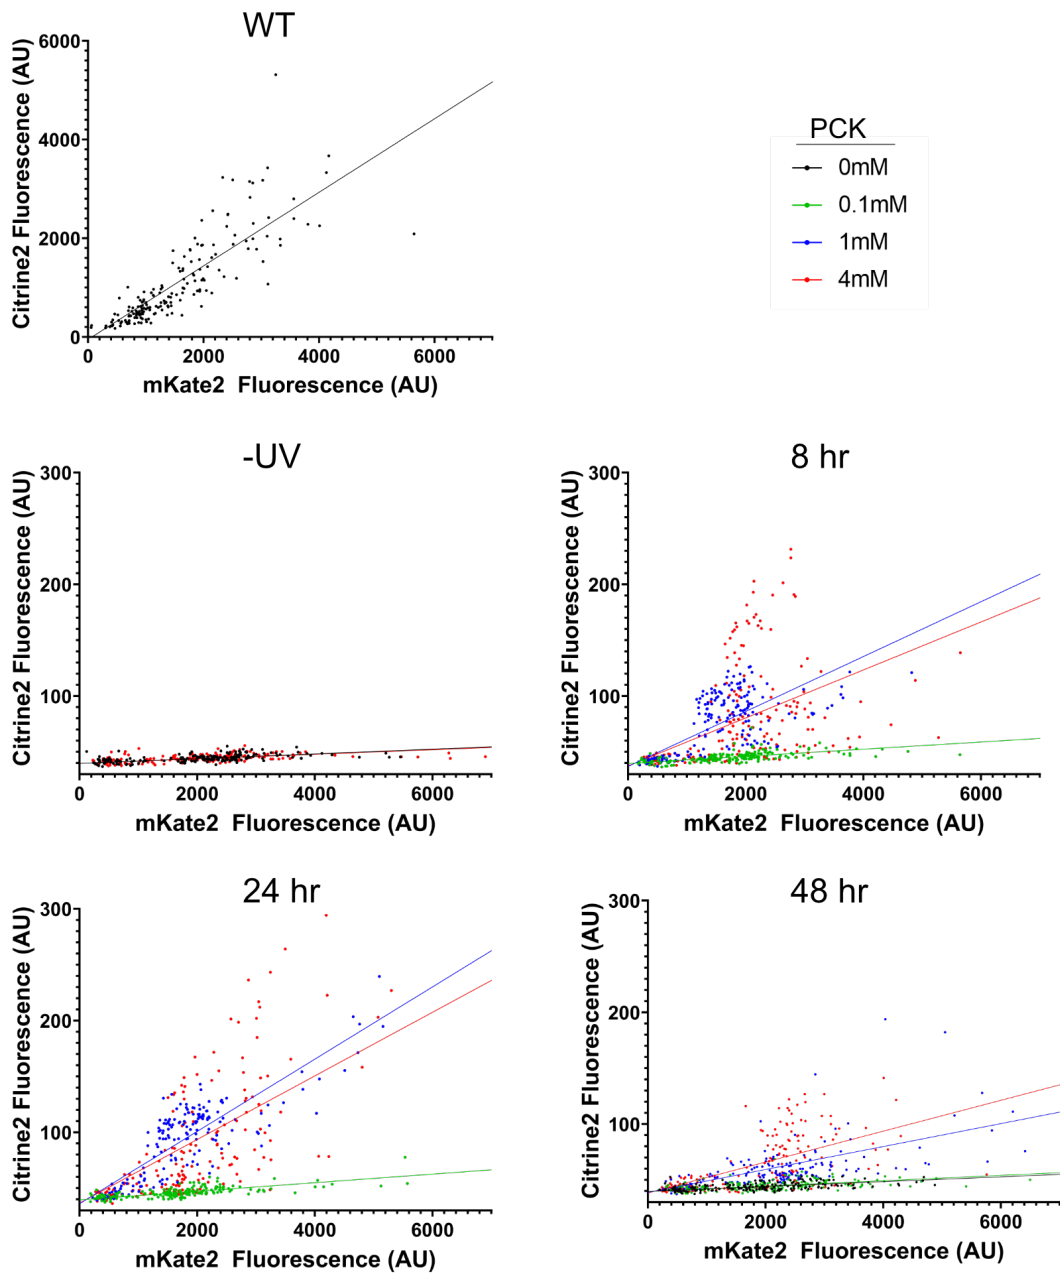 WT
Citrine2 Fluorescence (AU)
6000
4000
2000
0
0 2000 4000 6000
mKate2 Fluorescence (AU)
PCK
0mM
0.1mM
1mM
4mM
-UV
Citrine2 Fluorescence (AU)
300
200
100
0 2000 4000 6000
mKate2 Fluorescence (AU)
8 hr
Citrine2 Fluorescence (AU)
300
200
100
0 2000 4000 6000
mKate2 Fluorescence (AU)
24 hr
Citrine2 Fluorescence (AU)
300
200
100
0 2000 4000 6000
mKate2 Fluorescence (AU)
48 hr
Citrine2 Fluorescence (AU)
300
200
100
0 2000 4000 6000
mKate2 Fluorescence (AU)